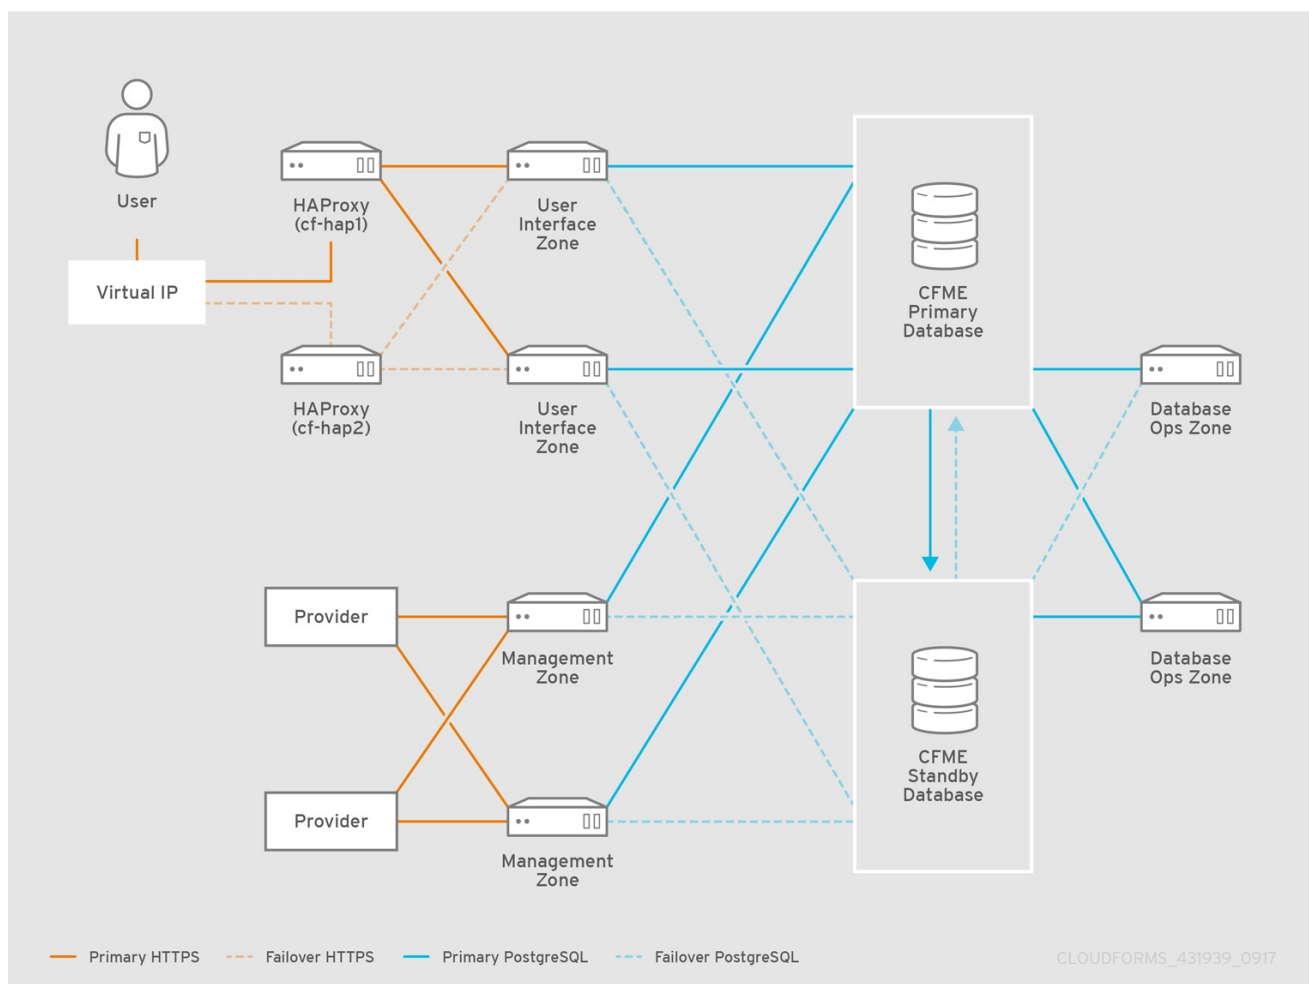 User
Virtual IP
HAProxy
(cf-hap1)
User
Interface
Zone
HAProxy
(cf-hap2)
User
Interface
Zone
CFME
Primary
Database
Database
Ops Zone
Provider
Management
Zone
Provider
Management
Zone
CFME
Standby
Database
Database
Ops Zone
Primary HTTPS
Failover HTTPS
Primary PostgreSQL
Failover PostgreSQL
CLOUDFORMS_431939_0917